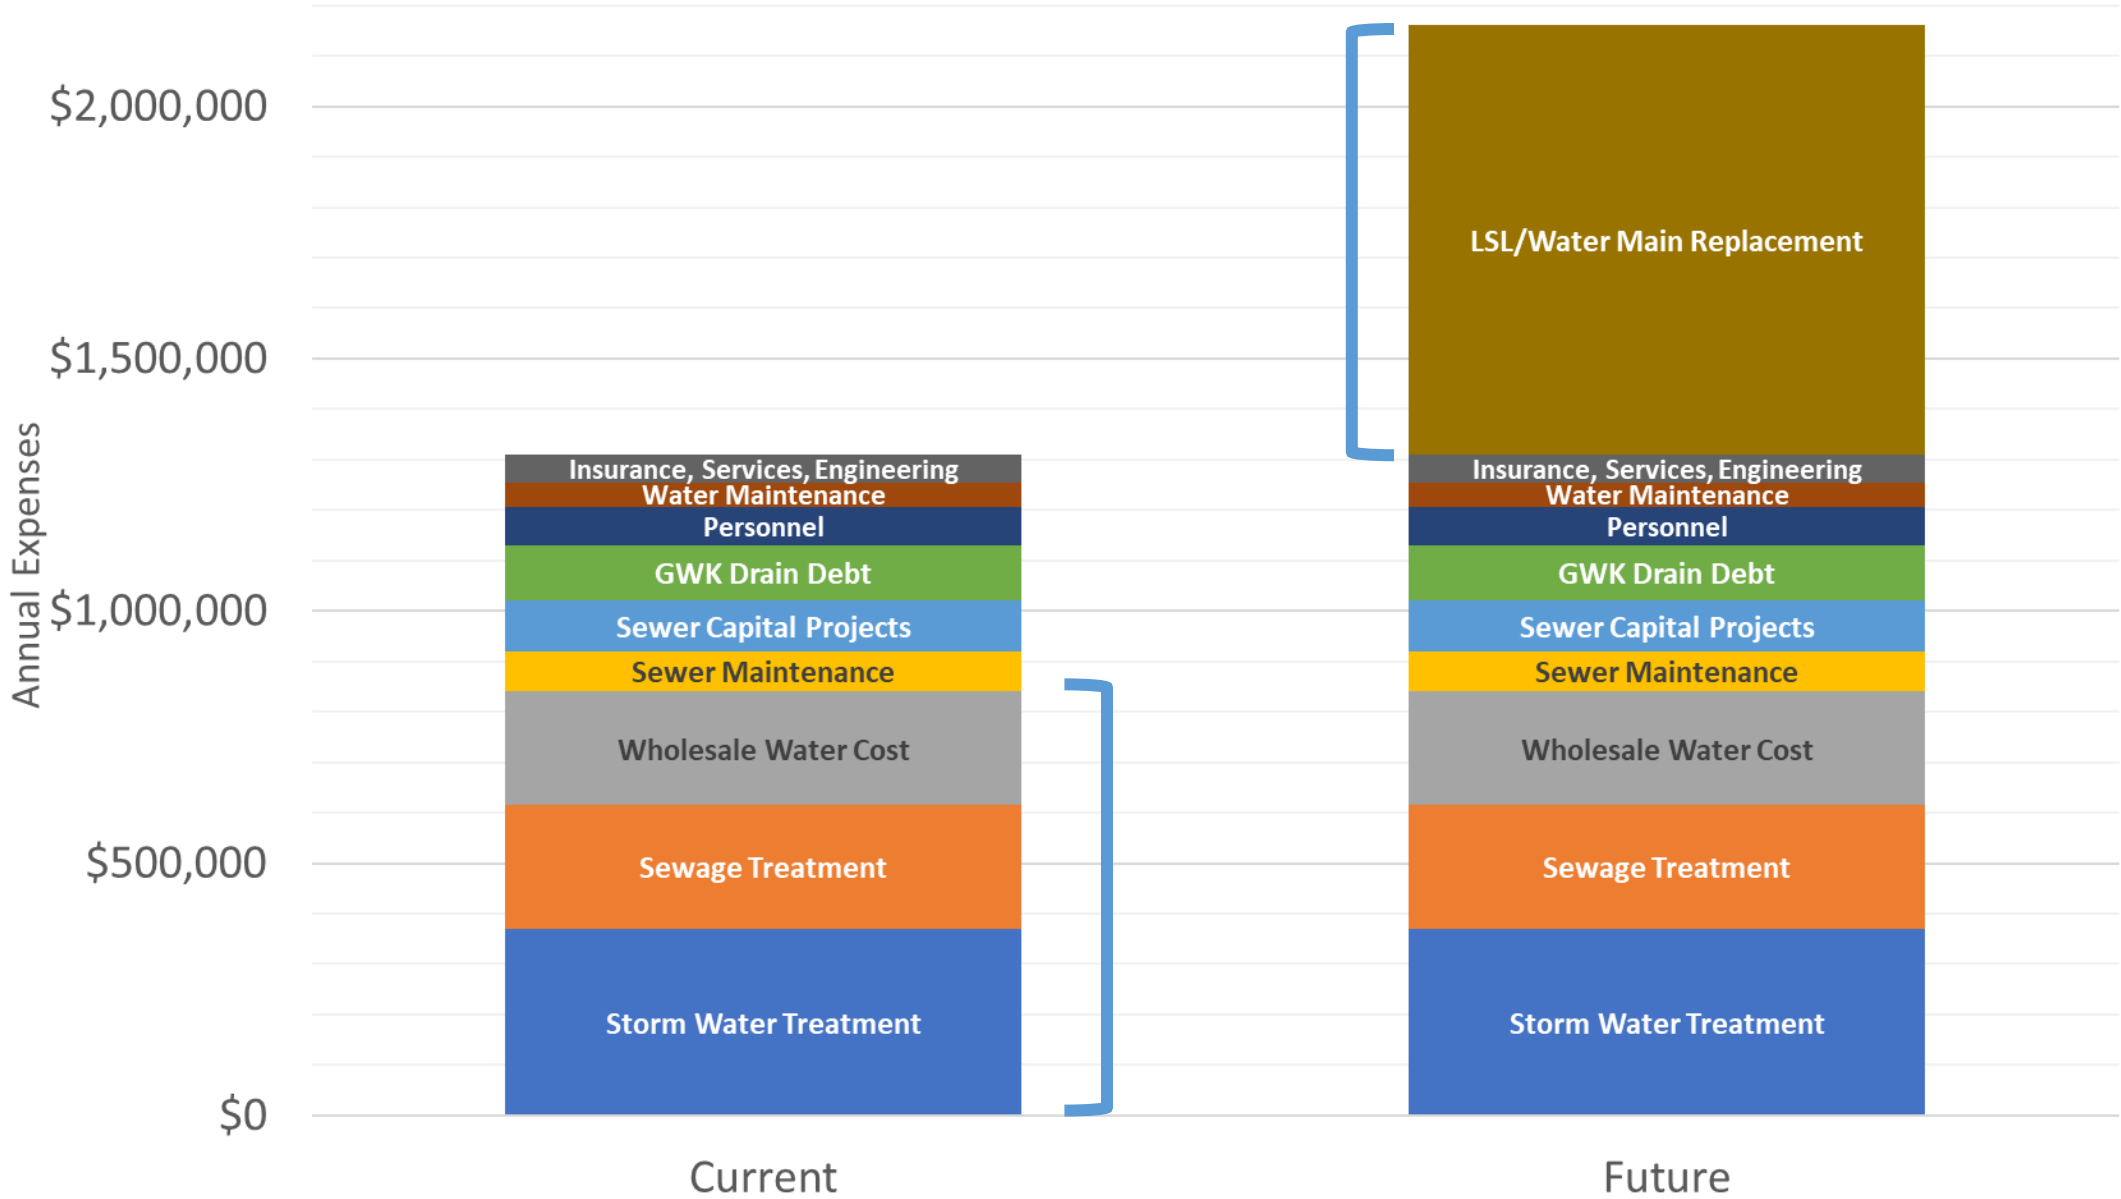 Annual Expenses
$2,000,000
$1,500,000
$1,000,000
$500,000
$0
Insurance, Services, Engineering
Water Maintenance
Personnel
GWK Drain Debt
Sewer Capital Projects
Sewer Maintenance
Wholesale Water Cost
Sewage Treatment
Storm Water Treatment
LSL/Water Main Replacement
Insurance, Services, Engineering
Water Maintenance
Personnel
GWK Drain Debt
Sewer Capital Projects
Sewer Maintenance
Wholesale Water Cost
Sewage Treatment
Storm Water Treatment
Current
Future